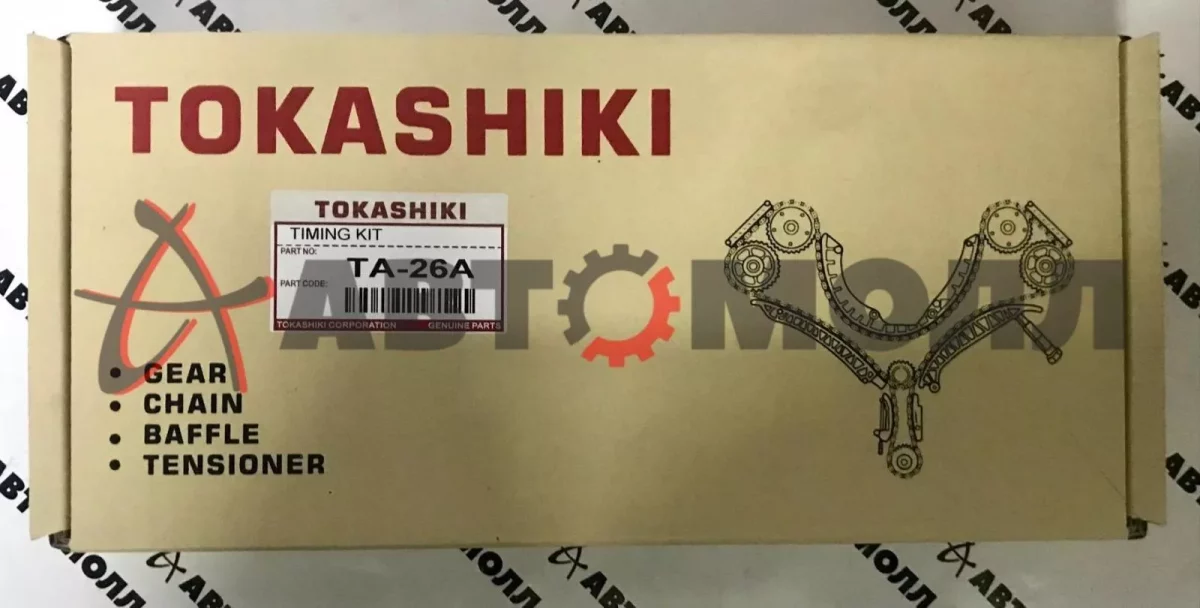 TOKASHIKI
TOKASHIKI
TIMING KIT
PART NO:
TA-26A
PART CODE:
TOKASHIKI CORPORATION GENUINE PARTS
АВТОМОЛЛ
• GEAR
• CHAIN
• BAFFLE
• TENSIONER